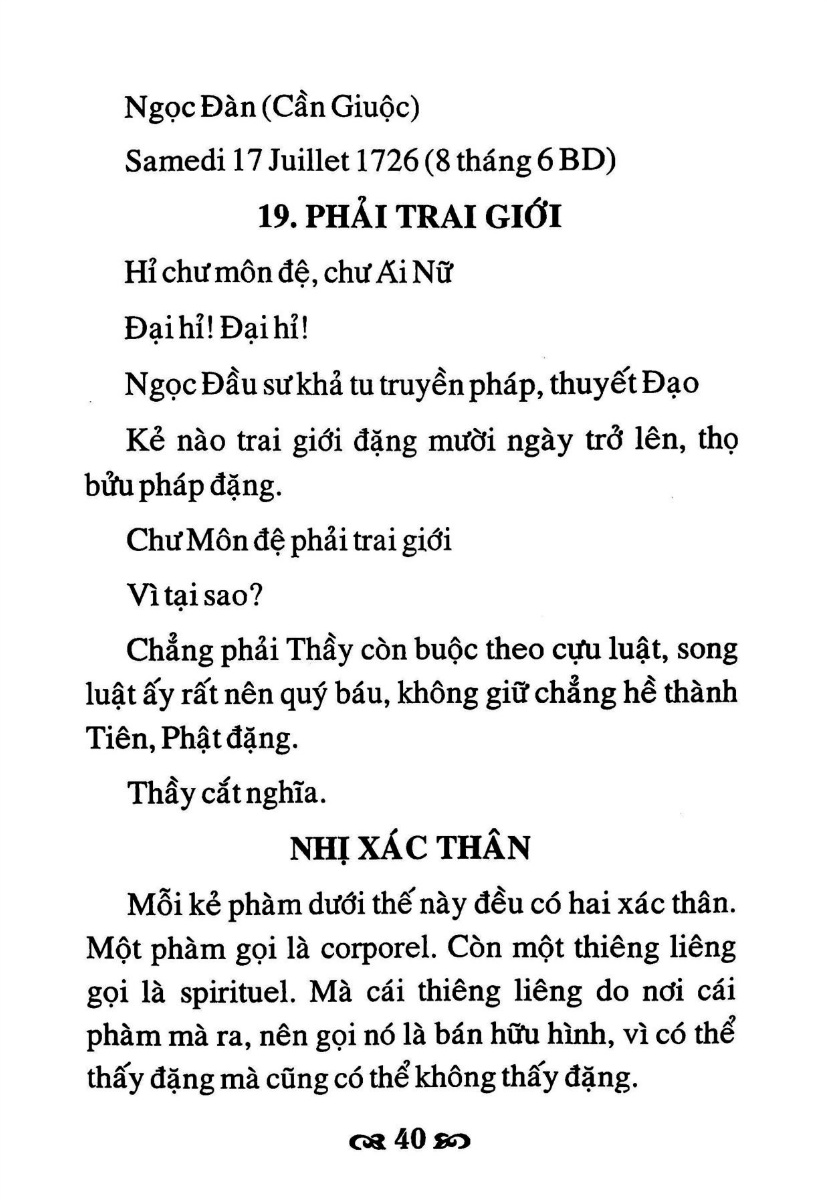 Ngọc Đàn (Cần Giuộc)
Samedi 17 Juillet 1726 (8 tháng 6 BD)
19. PHẢI TRAI GIỚI
Hỉ chư môn đệ, chư Ái Nữ
Đại hỉ! Đại hỉ!
Ngọc Đầu sư khả tu truyền pháp, thuyết Đạo
Kẻ nào trai giới đặng mười ngày trở lên, thọ
bửu pháp đặng.
Chư Môn đệ phải trai giới
Vì tại sao?
Chẳng phải Thầy còn buộc theo cựu luật, song
luật ấy rất nên quý báu, không giữ chẳng hề thành
Tiên, Phật đặng.
Thầy cắt nghĩa.
NHỊ XÁC THÂN
Mỗi kẻ phàm dưới thế này đều có hai xác thân.
Một phàm gọi là corporel. Còn một thiêng liêng
gọi là spirituel. Mà cái thiêng liêng do nơi cái
phàm mà ra, nên gọi nó là bán hữu hình, vì có thể
thấy đặng mà cũng có thể không thấy đặng.
40